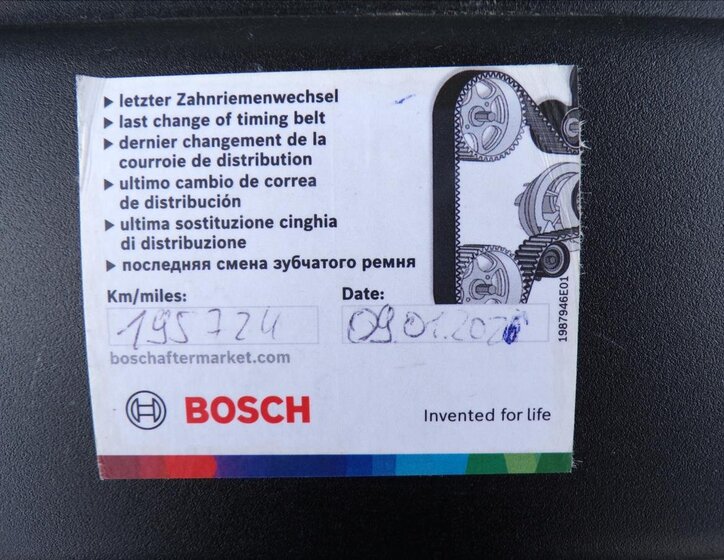 ▶ letzter Zahnriemenwechsel
▶ last change of timing belt
▶ dernier changement de la
courroie de distribution
▶ ultimo cambio de correa
de distribución
▶ ultima sostituzione cinghia
di distribuzione
▶ последняя смена зубчатого ремня
Km/miles: Date:
195724
boschaftermarket.com
BOSCH
Invented for life
1987946E01